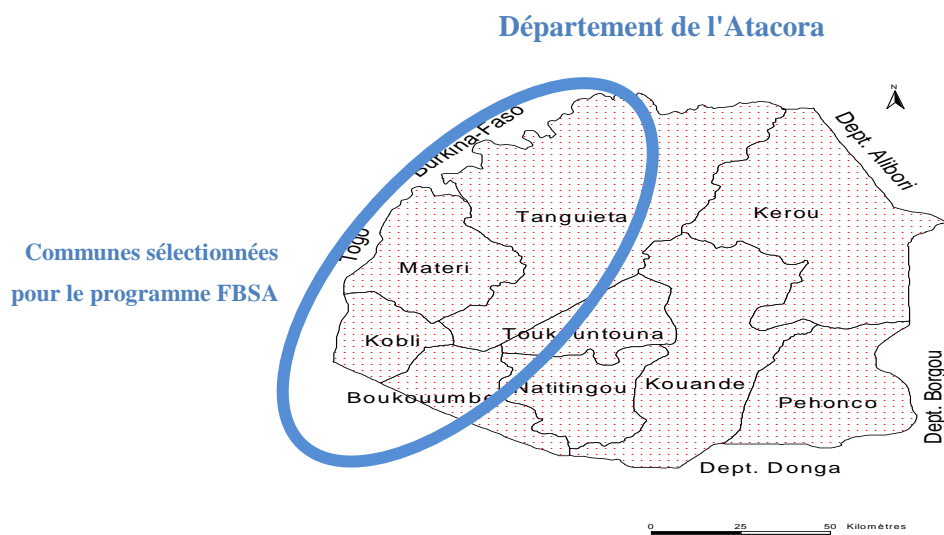 Département de l'Atacora
N
Burkina-Faso
Dept. Alibori
Tanguieta
Kerou
Togo
Communes sélectionnées
pour le programme FBSA
Materi
Kobli
Toukountouna
Boukouumbe
Natitingou
Kouande
Pehonco
Dept. Borgou
Dept. Donga
0 25 50 Kilomètres